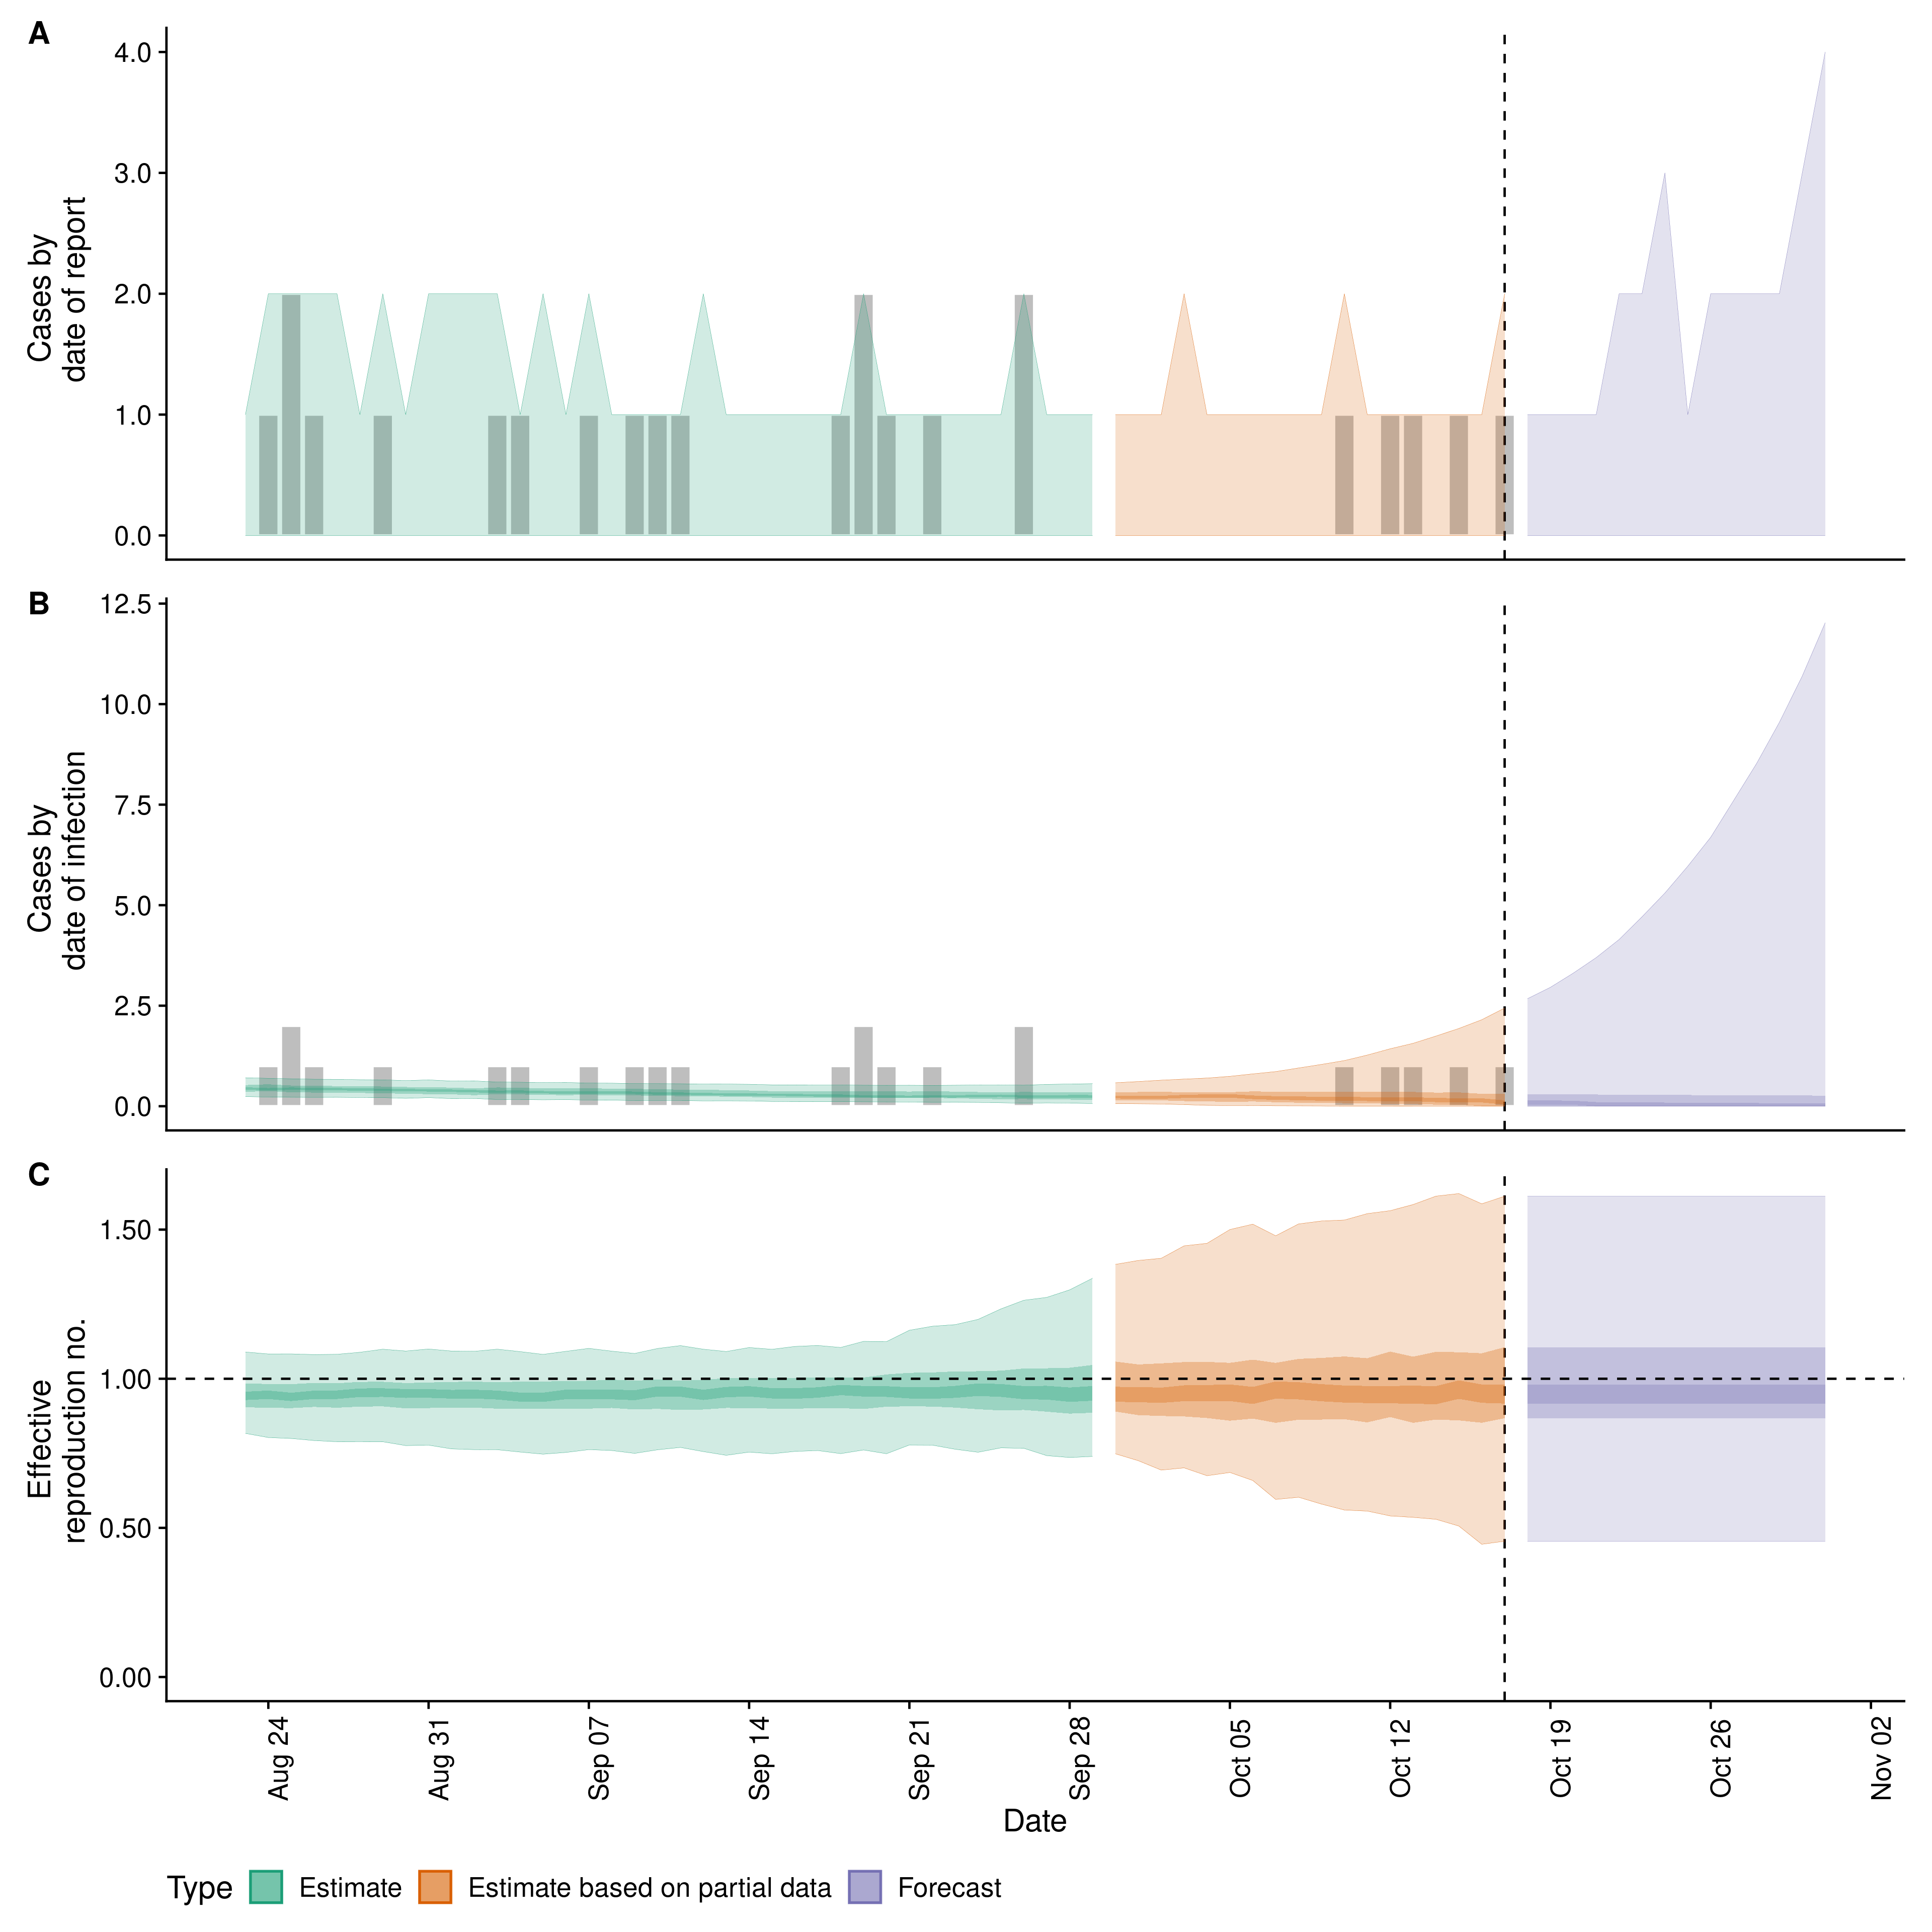 A
4.0
3.0
2.0
1.0
0.0
Cases by
date of report
B
12.5
10.0
7.5
5.0
2.5
0.0
Cases by
date of infection
C
1.50
1.00
0.50
0.00
Effective
reproduction no.
Aug 24
Aug 31
Sep 07
Sep 14
Sep 21
Sep 28
Oct 05
Oct 12
Oct 19
Oct 26
Nov 02
Date
Type Estimate Estimate based on partial data Forecast